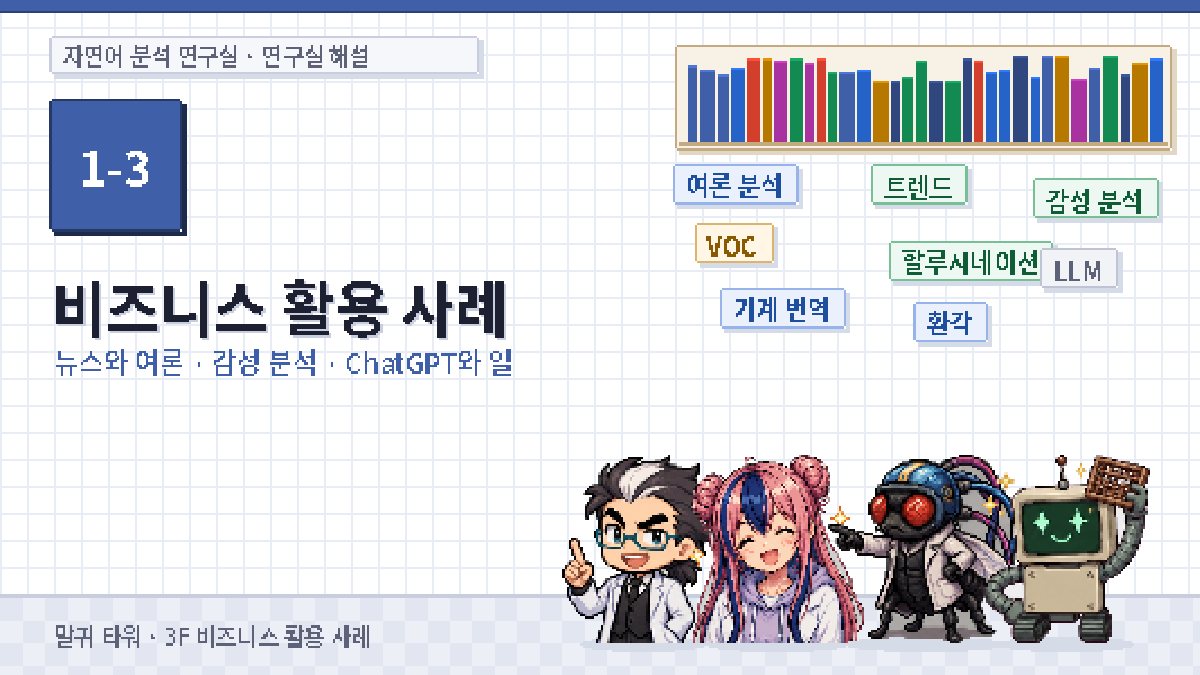 자연어 분석 연구실 · 연구실 해설
1-3
비즈니스 활용 사례
뉴스와 여론 · 감성 분석 · ChatGPT와 일
여론 분석
트렌드
감성 분석
VOC
할루시네이션
LLM
기계 번역
환각
말귀 타워 · 3F 비즈니스 활용 사례